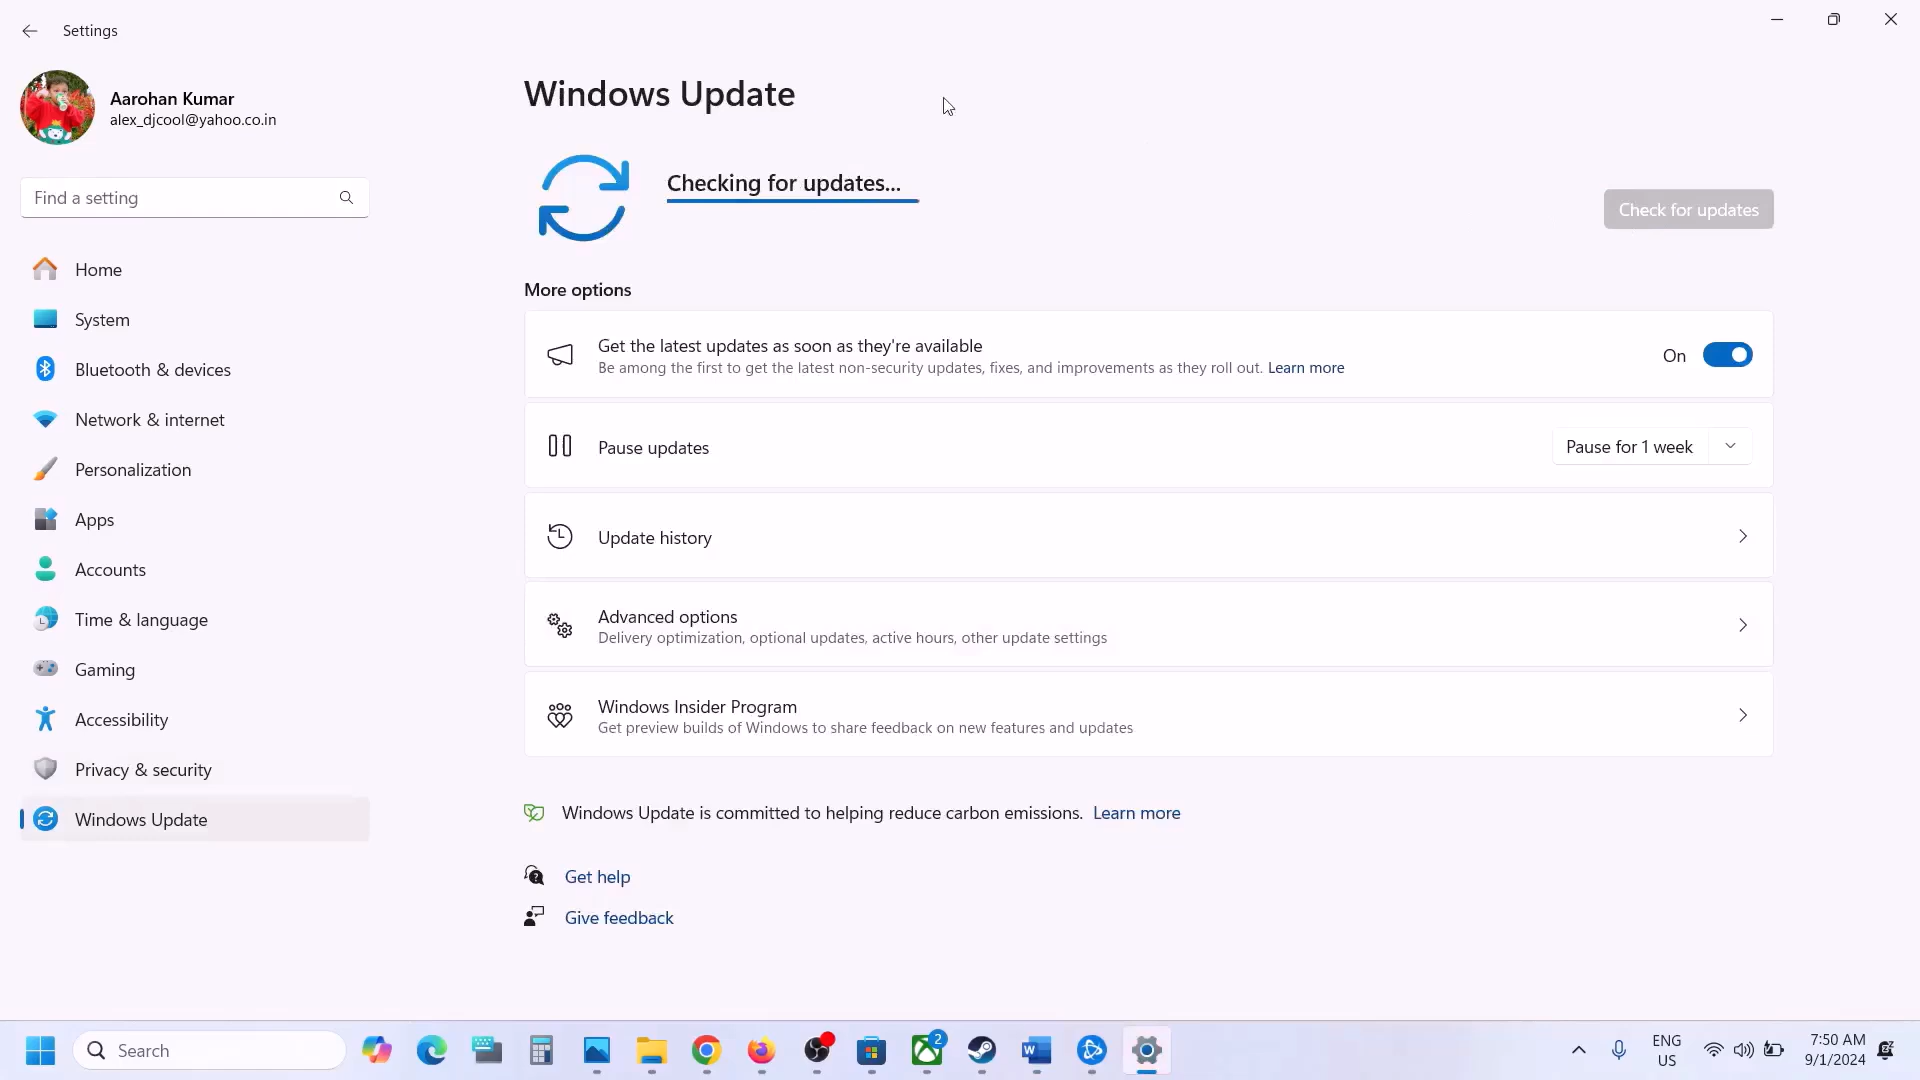 Settings
Aarohan Kumar
alex_djcool@yahoo.co.in
Find a setting
Home
System
Bluetooth & devices
Network & internet
Personalization
Apps
Accounts
Time & language
Gaming
Accessibility
Privacy & security
Windows Update
Windows Update
Checking for updates...
Check for updates
More options
Get the latest updates as soon as they're available
Be among the first to get the latest non-security updates, fixes, and improvements as they roll out. Learn more
On
Pause updates
Pause for 1 week
Update history
Advanced options
Delivery optimization, optional updates, active hours, other update settings
Windows Insider Program
Get preview builds of Windows to share feedback on new features and updates
Windows Update is committed to helping reduce carbon emissions. Learn more
Get help
Give feedback
Search
2
ENG
US
7:50 AM
9/1/2024